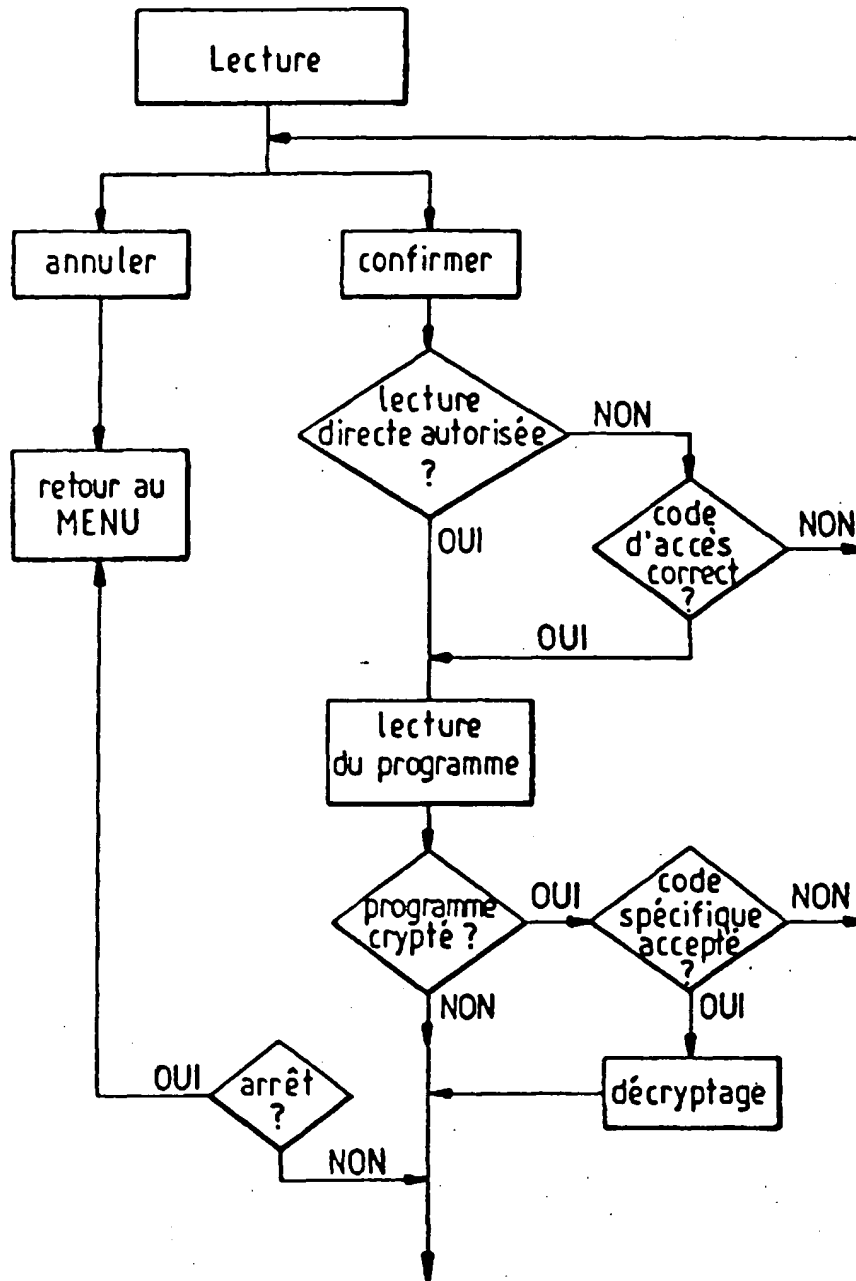 Lecture
annuler
confirmer
lecture
directe autorisée
?
NON
OUI
retour au
MENU
code
d'accès
correct
?
NON
OUI
lecture
du programme
programme
crypté ?
OUI
code
spécifique
accepté
?
NON
NON
OUI
arrêt
?
OUI
NON
décryptage